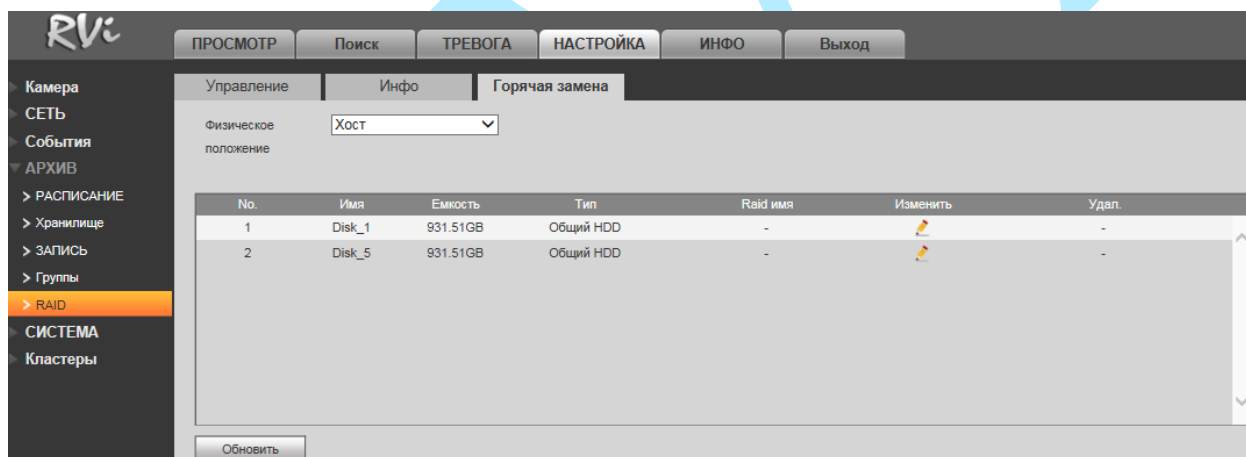 RVi
ПРОСМОТР Поиск ТРЕВОГА НАСТРОЙКА ИНФО Выход
Камера
СЕТЬ
События
АРХИВ
> РАСПИСАНИЕ
> Хранилище
> ЗАПИСЬ
> Группы
> RAID
СИСТЕМА
Кластеры
Управление Инфо Горячая замена
Физическое положение Хост
No. Имя Емкость Тип Raid имя Изменить Удал.
1 Disk_1 931.51GB Общий HDD - -
2 Disk_5 931.51GB Общий HDD - -
Обновить